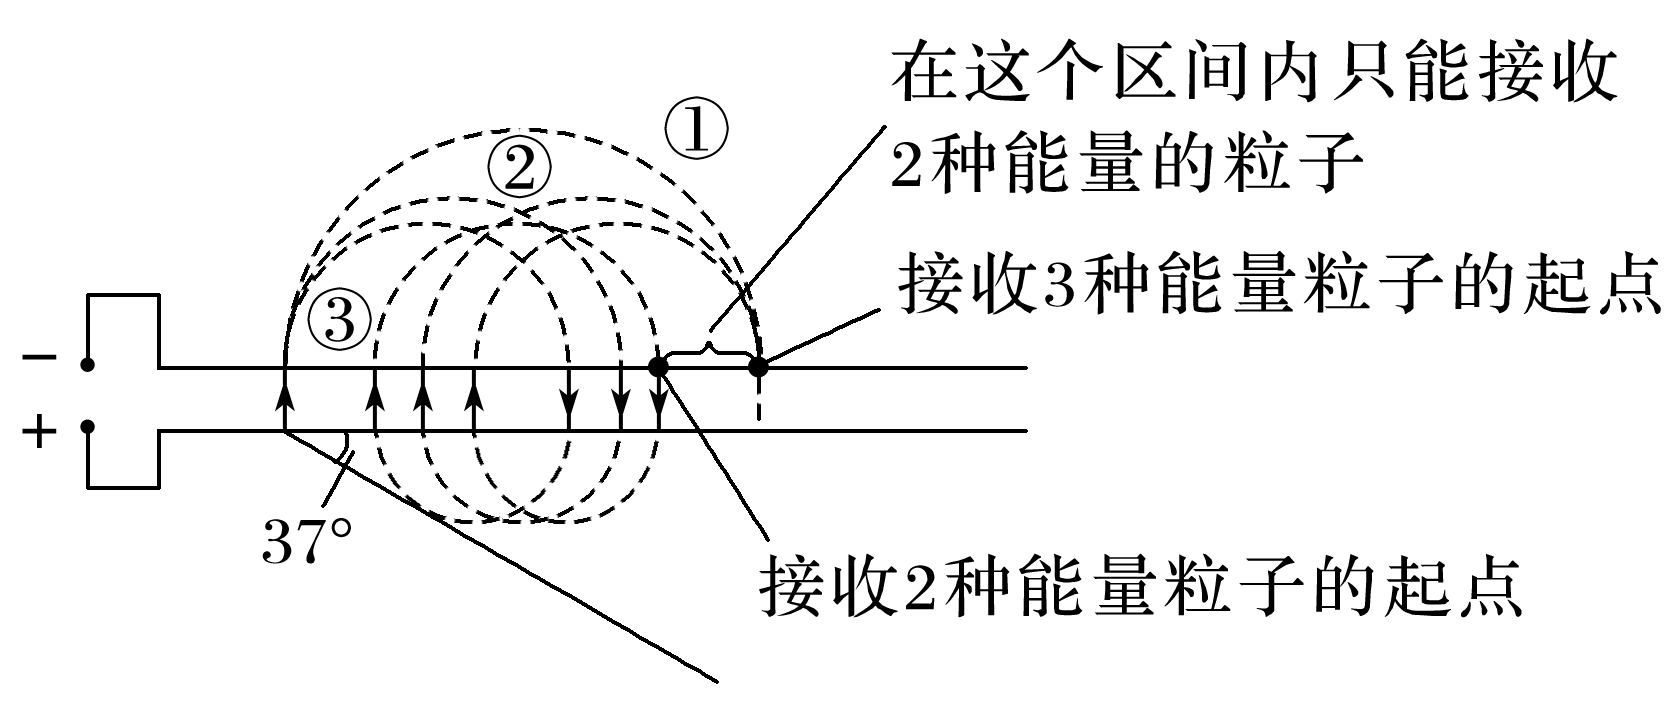 在这个区间内只能接收
2种能量的粒子
①
②
接收3种能量粒子的起点
③
−
+
37°
接收2种能量粒子的起点